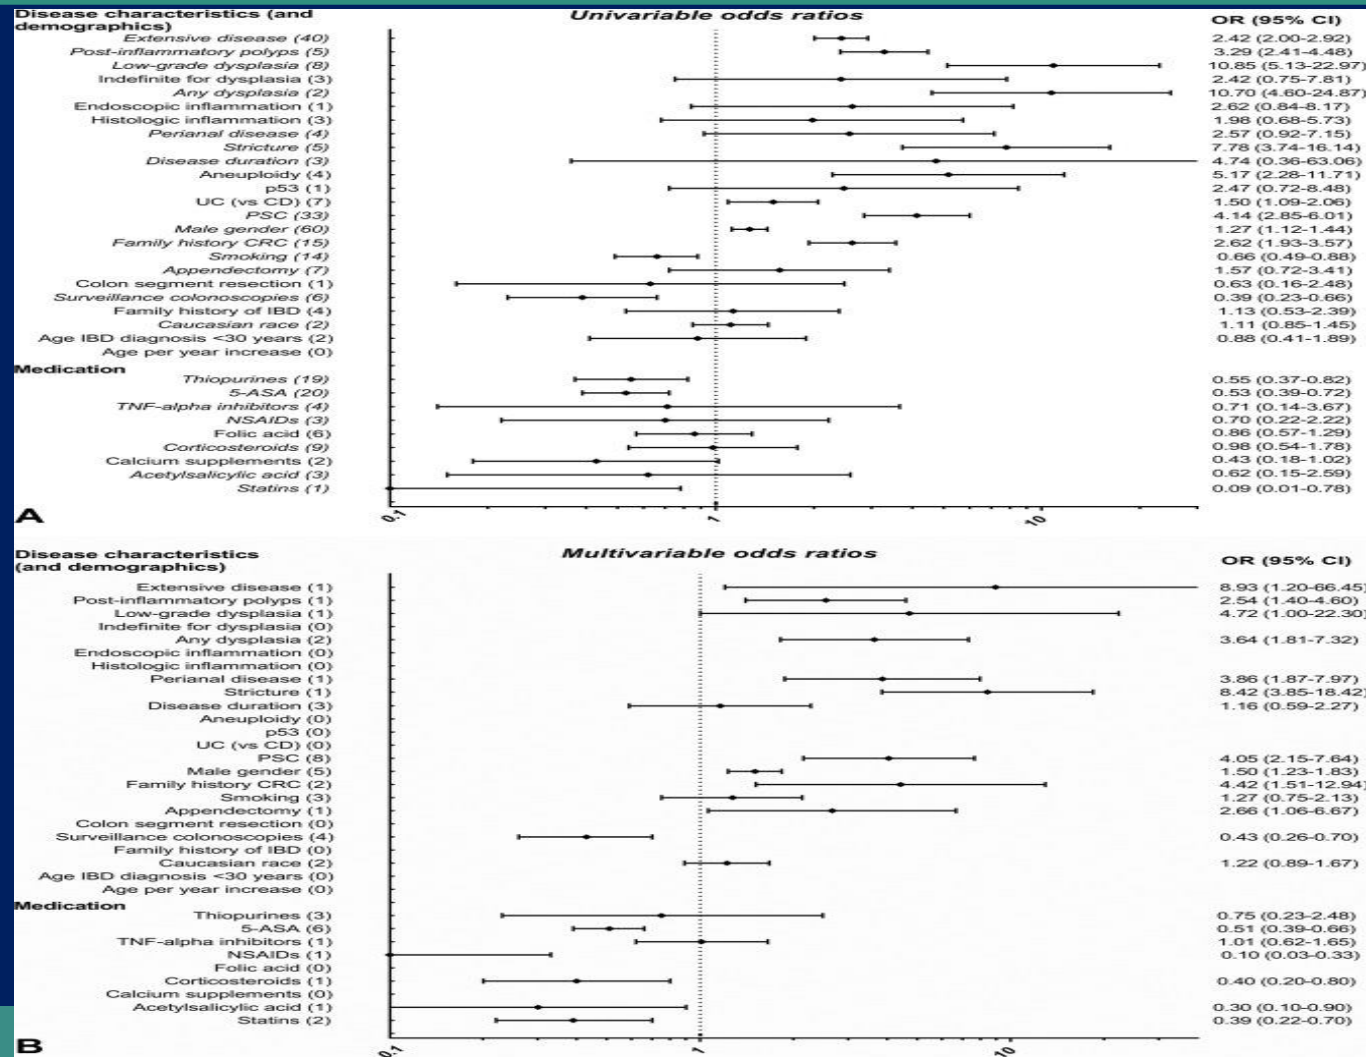 Disease characteristics (and demographics) Univariable odds ratios OR (95% CI)
Extensive disease (40) 2.42 (2.00-2.92)
Post-inflammatory polyps (5) 3.29 (2.41-4.48)
Low-grade dysplasia (8) 10.85 (5.13-22.97)
Indefinite for dysplasia (3) 2.42 (0.75-7.81)
Any dysplasia (2) 10.70 (4.60-24.87)
Endoscopic inflammation (1) 2.62 (0.84-8.17)
Histologic inflammation (3) 1.98 (0.68-5.73)
Perianal disease (4) 2.57 (0.92-7.15)
Stricture (5) 7.78 (3.74-16.14)
Disease duration (3) 4.74 (0.36-63.06)
Aneuploidy (4) 5.17 (2.28-11.71)
p53 (1) 2.47 (0.72-8.48)
UC (vs CD) (7) 1.50 (1.09-2.06)
PSC (33) 4.14 (2.85-6.01)
Male gender (60) 1.27 (1.12-1.44)
Family history CRC (15) 2.62 (1.93-3.57)
Smoking (14) 0.66 (0.49-0.88)
Appendectomy (7) 1.57 (0.72-3.41)
Colon segment resection (1) 0.63 (0.16-2.48)
Surveillance colonoscopies (6) 0.39 (0.23-0.66)
Family history of IBD (4) 1.13 (0.53-2.39)
Caucasian race (2) 1.11 (0.85-1.45)
Age IBD diagnosis <30 years (2) 0.88 (0.41-1.89)
Age per year increase (0)
Medication
Thiopurines (19) 0.55 (0.37-0.82)
5-ASA (20) 0.53 (0.39-0.72)
TNF-alpha inhibitors (4) 0.71 (0.14-3.67)
NSAIDs (3) 0.70 (0.22-2.22)
Folic acid (6) 0.86 (0.57-1.29)
Corticosteroids (9) 0.98 (0.54-1.78)
Calcium supplements (2) 0.43 (0.18-1.02)
Acetylsalicylic acid (3) 0.62 (0.15-2.59)
Statins (1) 0.09 (0.01-0.78)
A 0.1 1 10
Disease characteristics (and demographics) Multivariable odds ratios OR (95% CI)
Extensive disease (1) 8.93 (1.20-66.45)
Post-inflammatory polyps (1) 2.54 (1.40-4.60)
Low-grade dysplasia (1) 4.72 (1.00-22.30)
Indefinite for dysplasia (0)
Any dysplasia (2) 3.64 (1.81-7.32)
Endoscopic inflammation (0)
Histologic inflammation (0)
Perianal disease (1) 3.86 (1.87-7.97)
Stricture (1) 8.42 (3.85-18.42)
Disease duration (3) 1.16 (0.59-2.27)
Aneuploidy (0)
p53 (0)
UC (vs CD) (0)
PSC (8) 4.05 (2.15-7.64)
Male gender (5) 1.50 (1.23-1.83)
Family history CRC (2) 4.42 (1.51-12.94)
Smoking (3) 1.27 (0.75-2.13)
Appendectomy (1) 2.66 (1.06-6.67)
Colon segment resection (0)
Surveillance colonoscopies (4) 0.43 (0.26-0.70)
Family history of IBD (0)
Caucasian race (2) 1.22 (0.89-1.67)
Age IBD diagnosis <30 years (0)
Age per year increase (0)
Medication
Thiopurines (3) 0.75 (0.23-2.48)
5-ASA (6) 0.51 (0.39-0.66)
TNF-alpha inhibitors (1) 1.01 (0.62-1.65)
NSAIDs (1) 0.10 (0.03-0.33)
Folic acid (0)
Corticosteroids (1) 0.40 (0.20-0.80)
Calcium supplements (0)
Acetylsalicylic acid (1) 0.30 (0.10-0.90)
Statins (2) 0.39 (0.22-0.70)
B 0.1 1 10